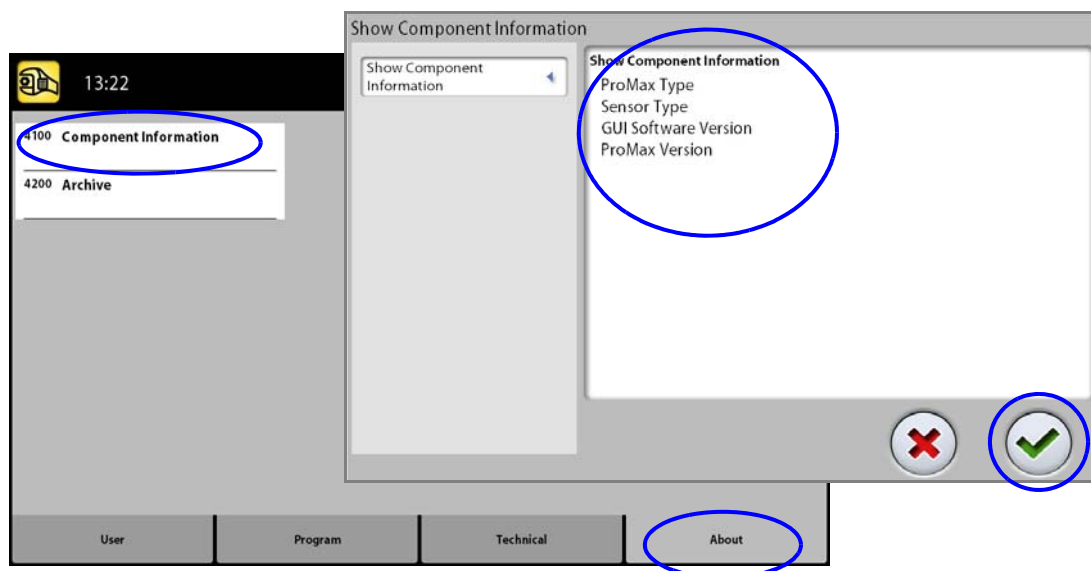 Show Component Information
13:22
4100 Component Information
4200 Archive
Show Component
Information
Show Component Information
ProMax Type
Sensor Type
GUI Software Version
ProMax Version
User
Program
Technical
About